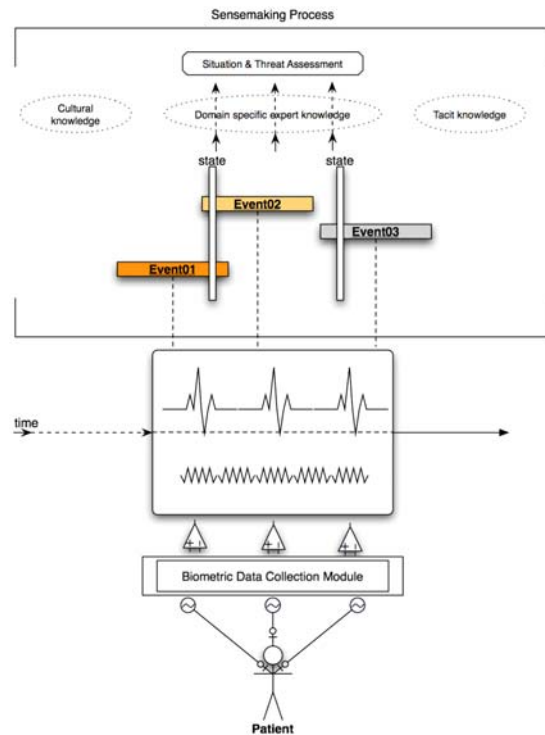 Sensemaking Process
Situation & Threat Assessment
Cultural
knowledge
Domain specific expert knowledge
Tacit knowledge
state
state
Event02
Event03
Event01
time
Biometric Data Collection Module
Patient